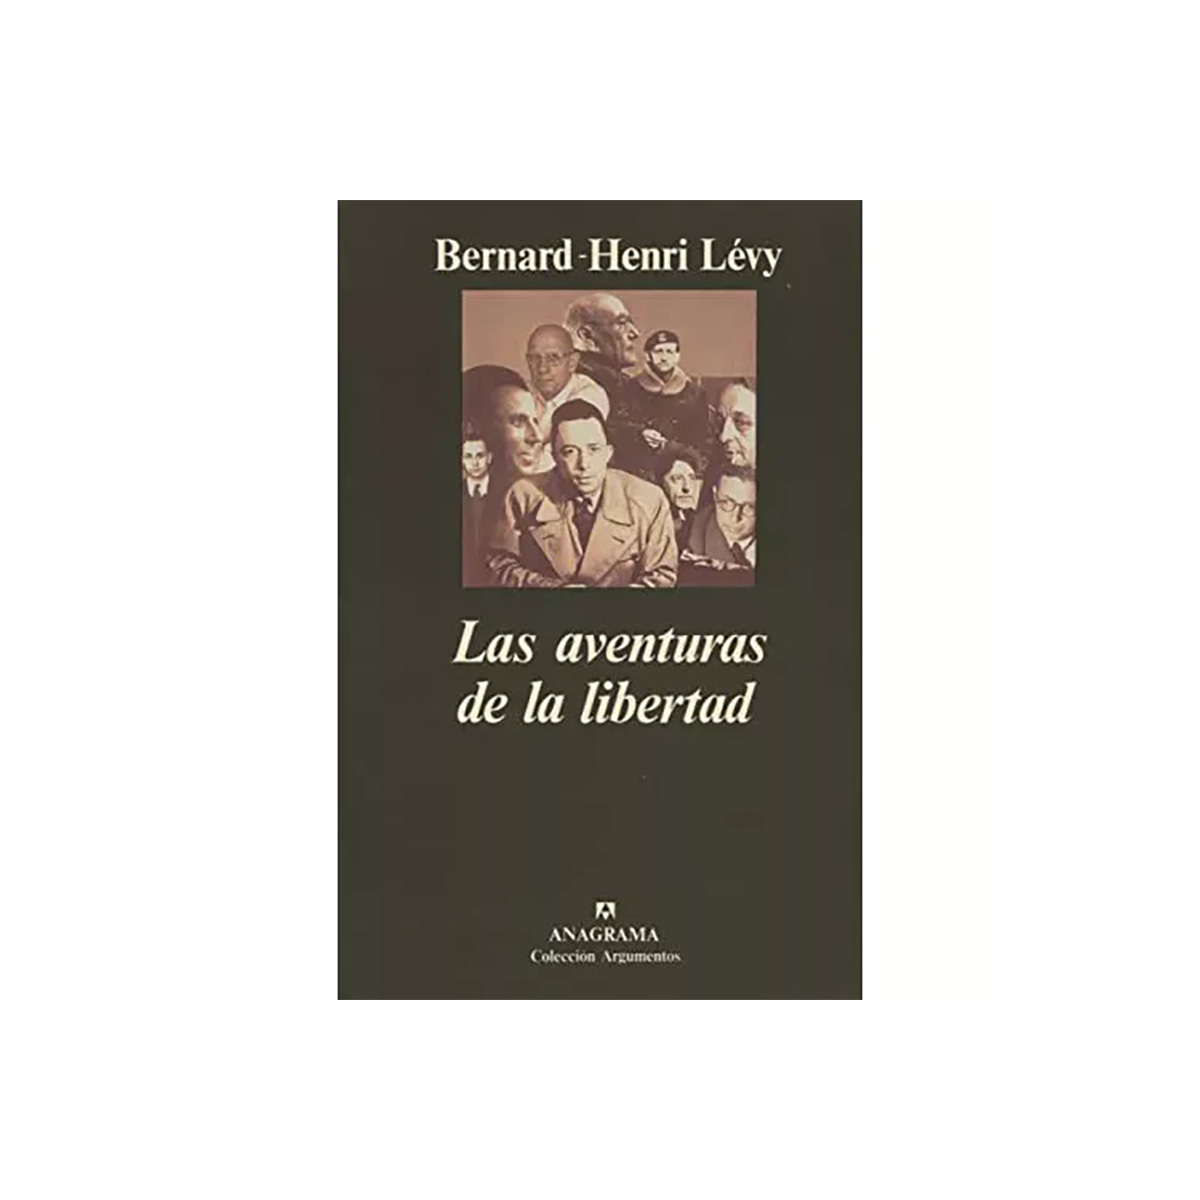 Bernard-Henri Lévy
Las aventuras
de la libertad
ANAGRAMA
Colección Argumentos